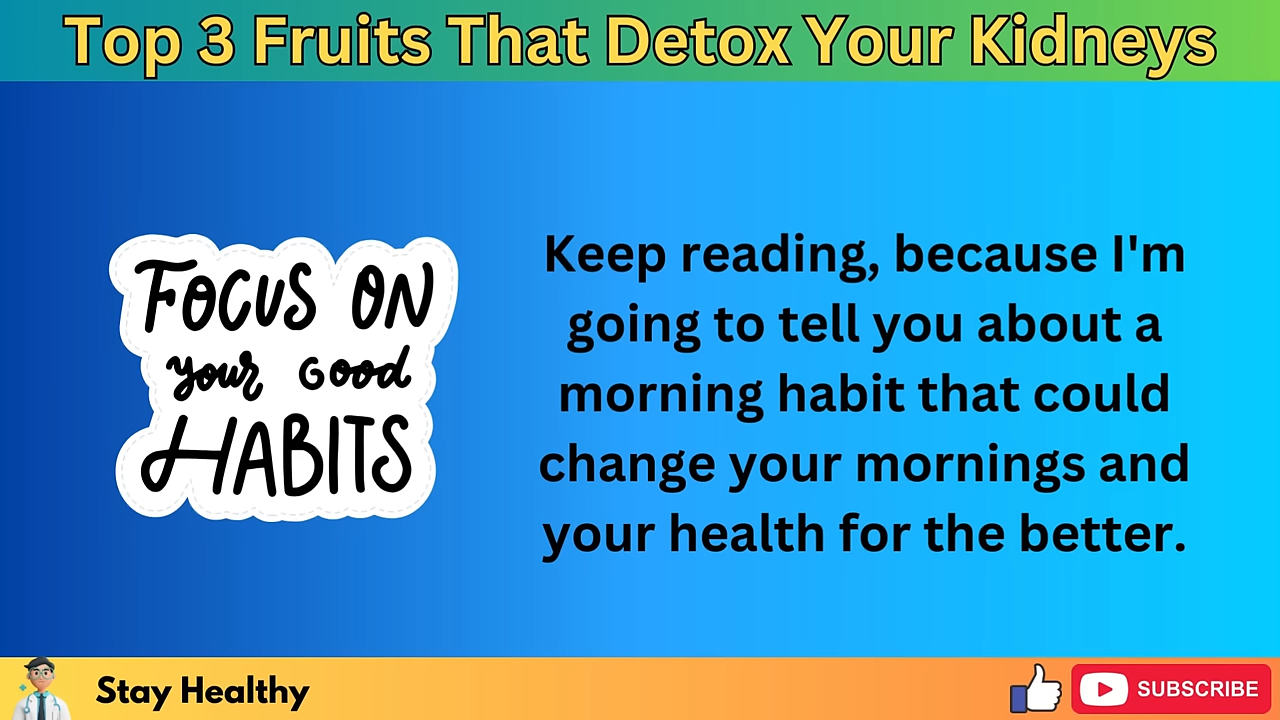 Top 3 Fruits That Detox Your Kidneys
FOCUS ON
your Good
HABITS
Keep reading, because I'm
going to tell you about a
morning habit that could
change your mornings and
your health for the better.
Stay Healthy
SUBSCRIBE